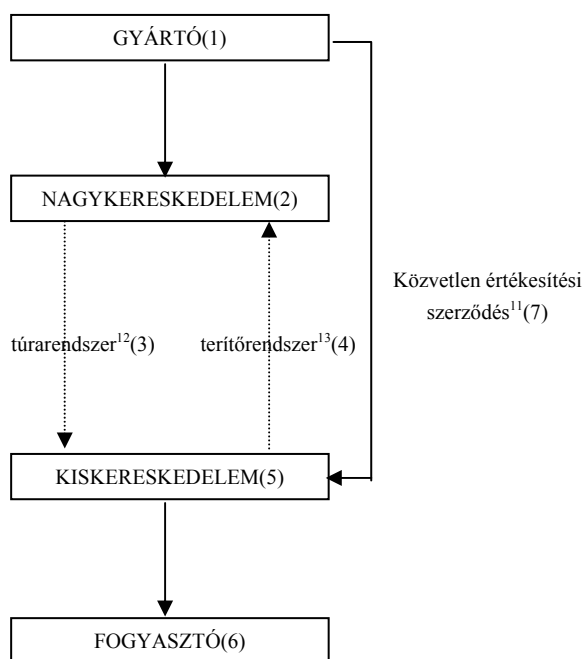 GYÁRTÓ(1)
NAGYKERESKEDELEM(2)
Közvetlen értékesítési
szerződés¹¹(7)
túrarendszer¹²(3)
terítőrendszer¹³(4)
KISKERESKEDELEM(5)
FOGYASZTÓ(6)